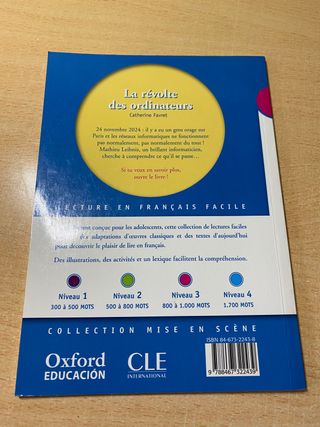 La révolte
des ordinateurs
Catherine Favret
24 novembre 2024 : il y a eu un gros orage sur
Paris et les réseaux informatiques ne fonctionnent
pas normalement, pas normalement du tout !
Mathieu Leibnix, un brillant informaticien,
cherche à comprendre ce qu'il se passe...
Si tu veux en savoir plus,
ouvre le livre !
LECTURE EN FRANÇAIS FACILE
conçue pour les adolescents, cette collection de lectures faciles
adaptations d'œuvres classiques et des textes d'aujourd'hui
pour découvrir le plaisir de lire en français.
Des illustrations, des activités et un lexique facilitent la compréhension.
Niveau 1
300 à 500 MOTS
Niveau 2
500 à 800 MOTS
Niveau 3
800 à 1.000 MOTS
Niveau 4
1.700 MOTS
COLLECTION MISE EN SCÈNE
Oxford
EDUCACIÓN
CLE
INTERNATIONAL
ISBN 84-673-2243-8
9 788467 322439